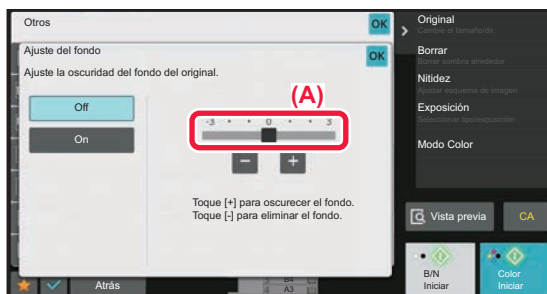 Otros
OK
Ajuste del fondo
OK
Ajuste la oscuridad del fondo del original.
Off
On
(A)
-3 • • 0 • • 3
- +
Toque [+] para oscurecer el fondo.
Toque [-] para eliminar el fondo.
Atrás
B4
4 A3
Original
Cambie el tamaño/dir.
Borrar
Borrar sombra alrededor
Nitidez
Ajustar esquema de imagen
Exposición
Seleccionar tipo/exposición
Modo Color
Vista previa
CA
B/N
Iniciar
Color
Iniciar